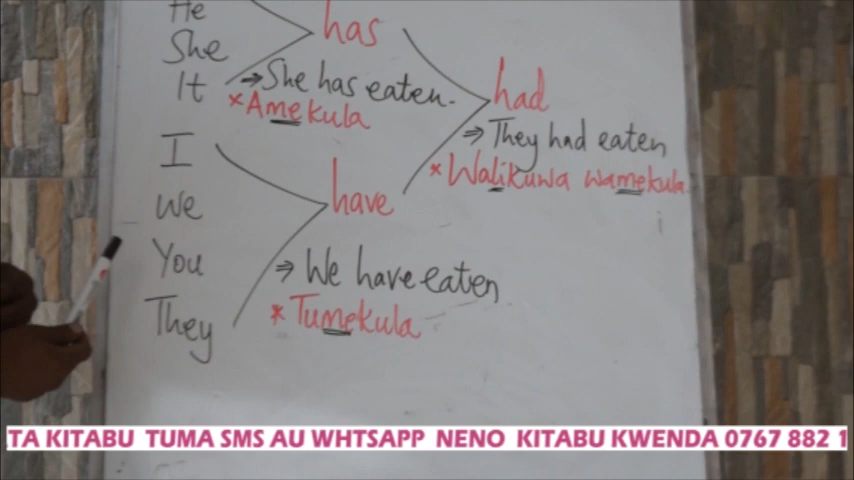 He
She
It
has
⇒ She has eaten.
* Amekula
I
We
You
They
have
⇒ We have eaten
* Tumekula
had
⇒ They had eaten
* Walikuwa wamekula
TA KITABU TUMA SMS AU WHTSAPP NENO KITABU KWENDA 0767 882 1